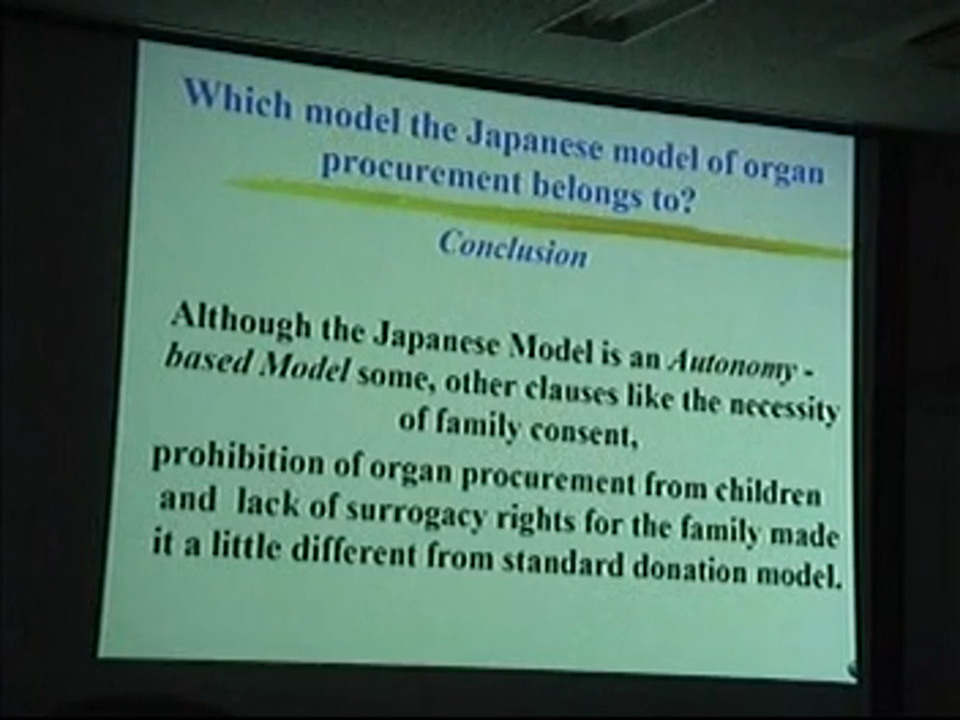 Which model the Japanese model of organ
procurement belongs to?
Conclusion
Although the Japanese Model is an Autonomy -
based Model some, other clauses like the necessity
of family consent,
prohibition of organ procurement from children
and lack of surrogacy rights for the family made
it a little different from standard donation model.